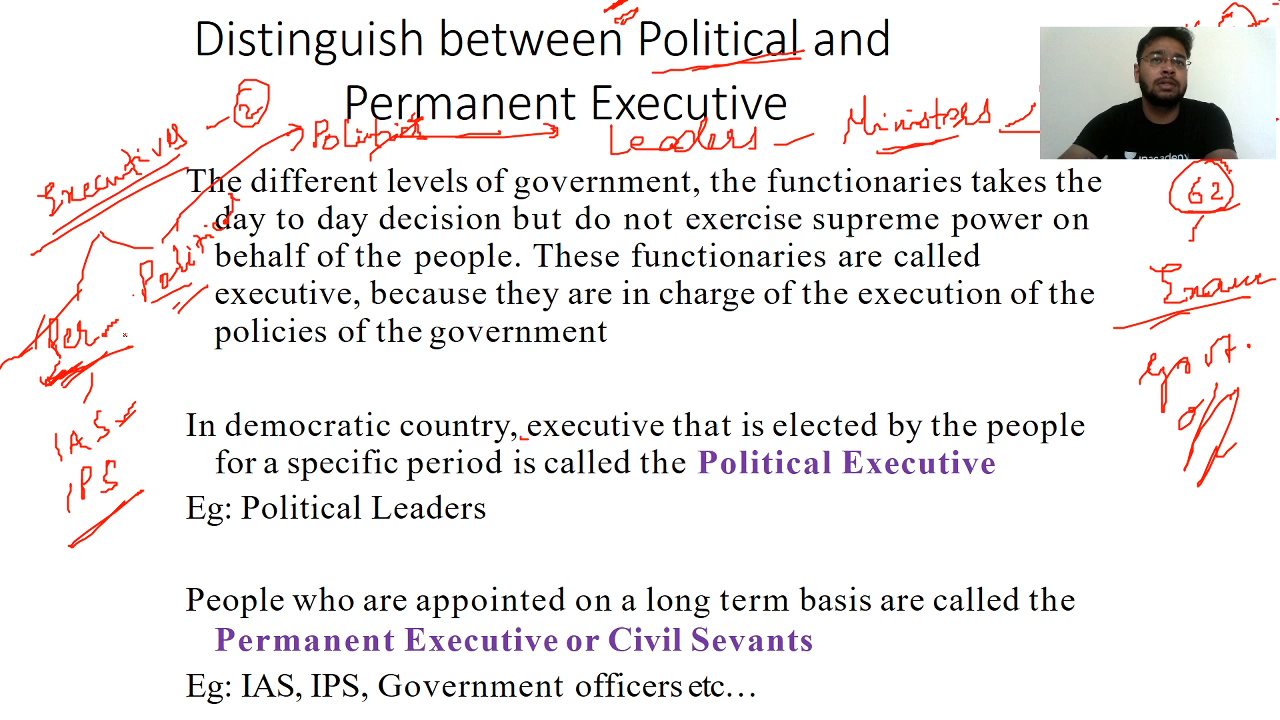 Distinguish between Political and
Permanent Executive
Executives - 2
Political
Leaders - Ministers
The different levels of government, the functionaries takes the
day to day decision but do not exercise supreme power on
behalf of the people. These functionaries are called
executive, because they are in charge of the execution of the
policies of the government
Political
Per
IAS
IPS
62
Exam
Govt.
In democratic country, executive that is elected by the people
for a specific period is called the Political Executive
Eg: Political Leaders
People who are appointed on a long term basis are called the
Permanent Executive or Civil Sevants
Eg: IAS, IPS, Government officers etc...